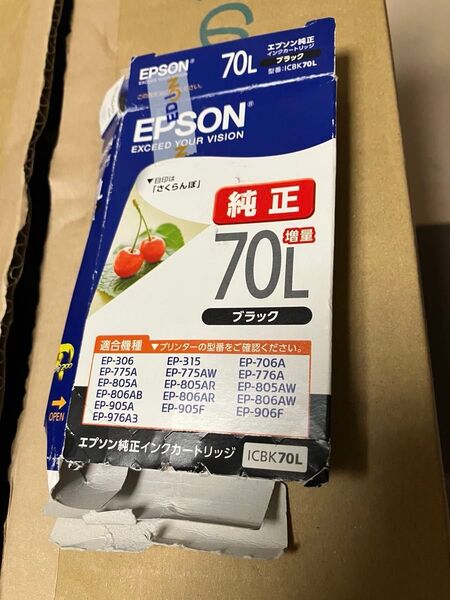 EPSON
EXCEED YOUR VISION
70L
エプソン純正
インクカートリッジ
ブラック
型番:ICBK70L
EPSON
EXCEED YOUR VISION
▼目印は
「さくらんぼ」
純正
70L
増量
ブラック
適合機種 ▼プリンターの型番をご確認ください。
EP-306 EP-315 EP-706A
EP-775A EP-775AW EP-776A
EP-805A EP-805AR EP-805AW
EP-806AB EP-806AR EP-806AW
EP-905A EP-905F EP-906F
EP-976A3
OPEN
エプソン純正インクカートリッジ
ICBK70L